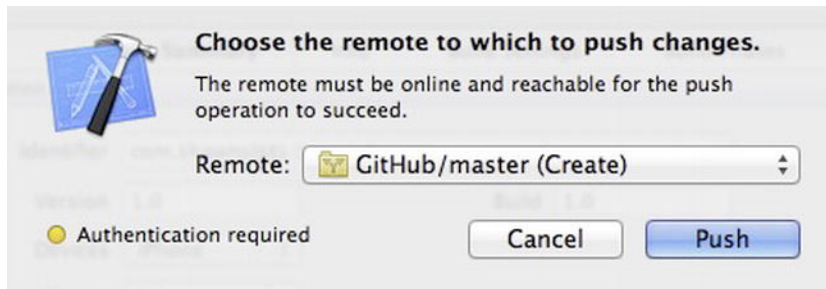 Choose the remote to which to push changes.
The remote must be online and reachable for the push
operation to succeed.
Remote: GitHub/master (Create)
Authentication required
Cancel
Push